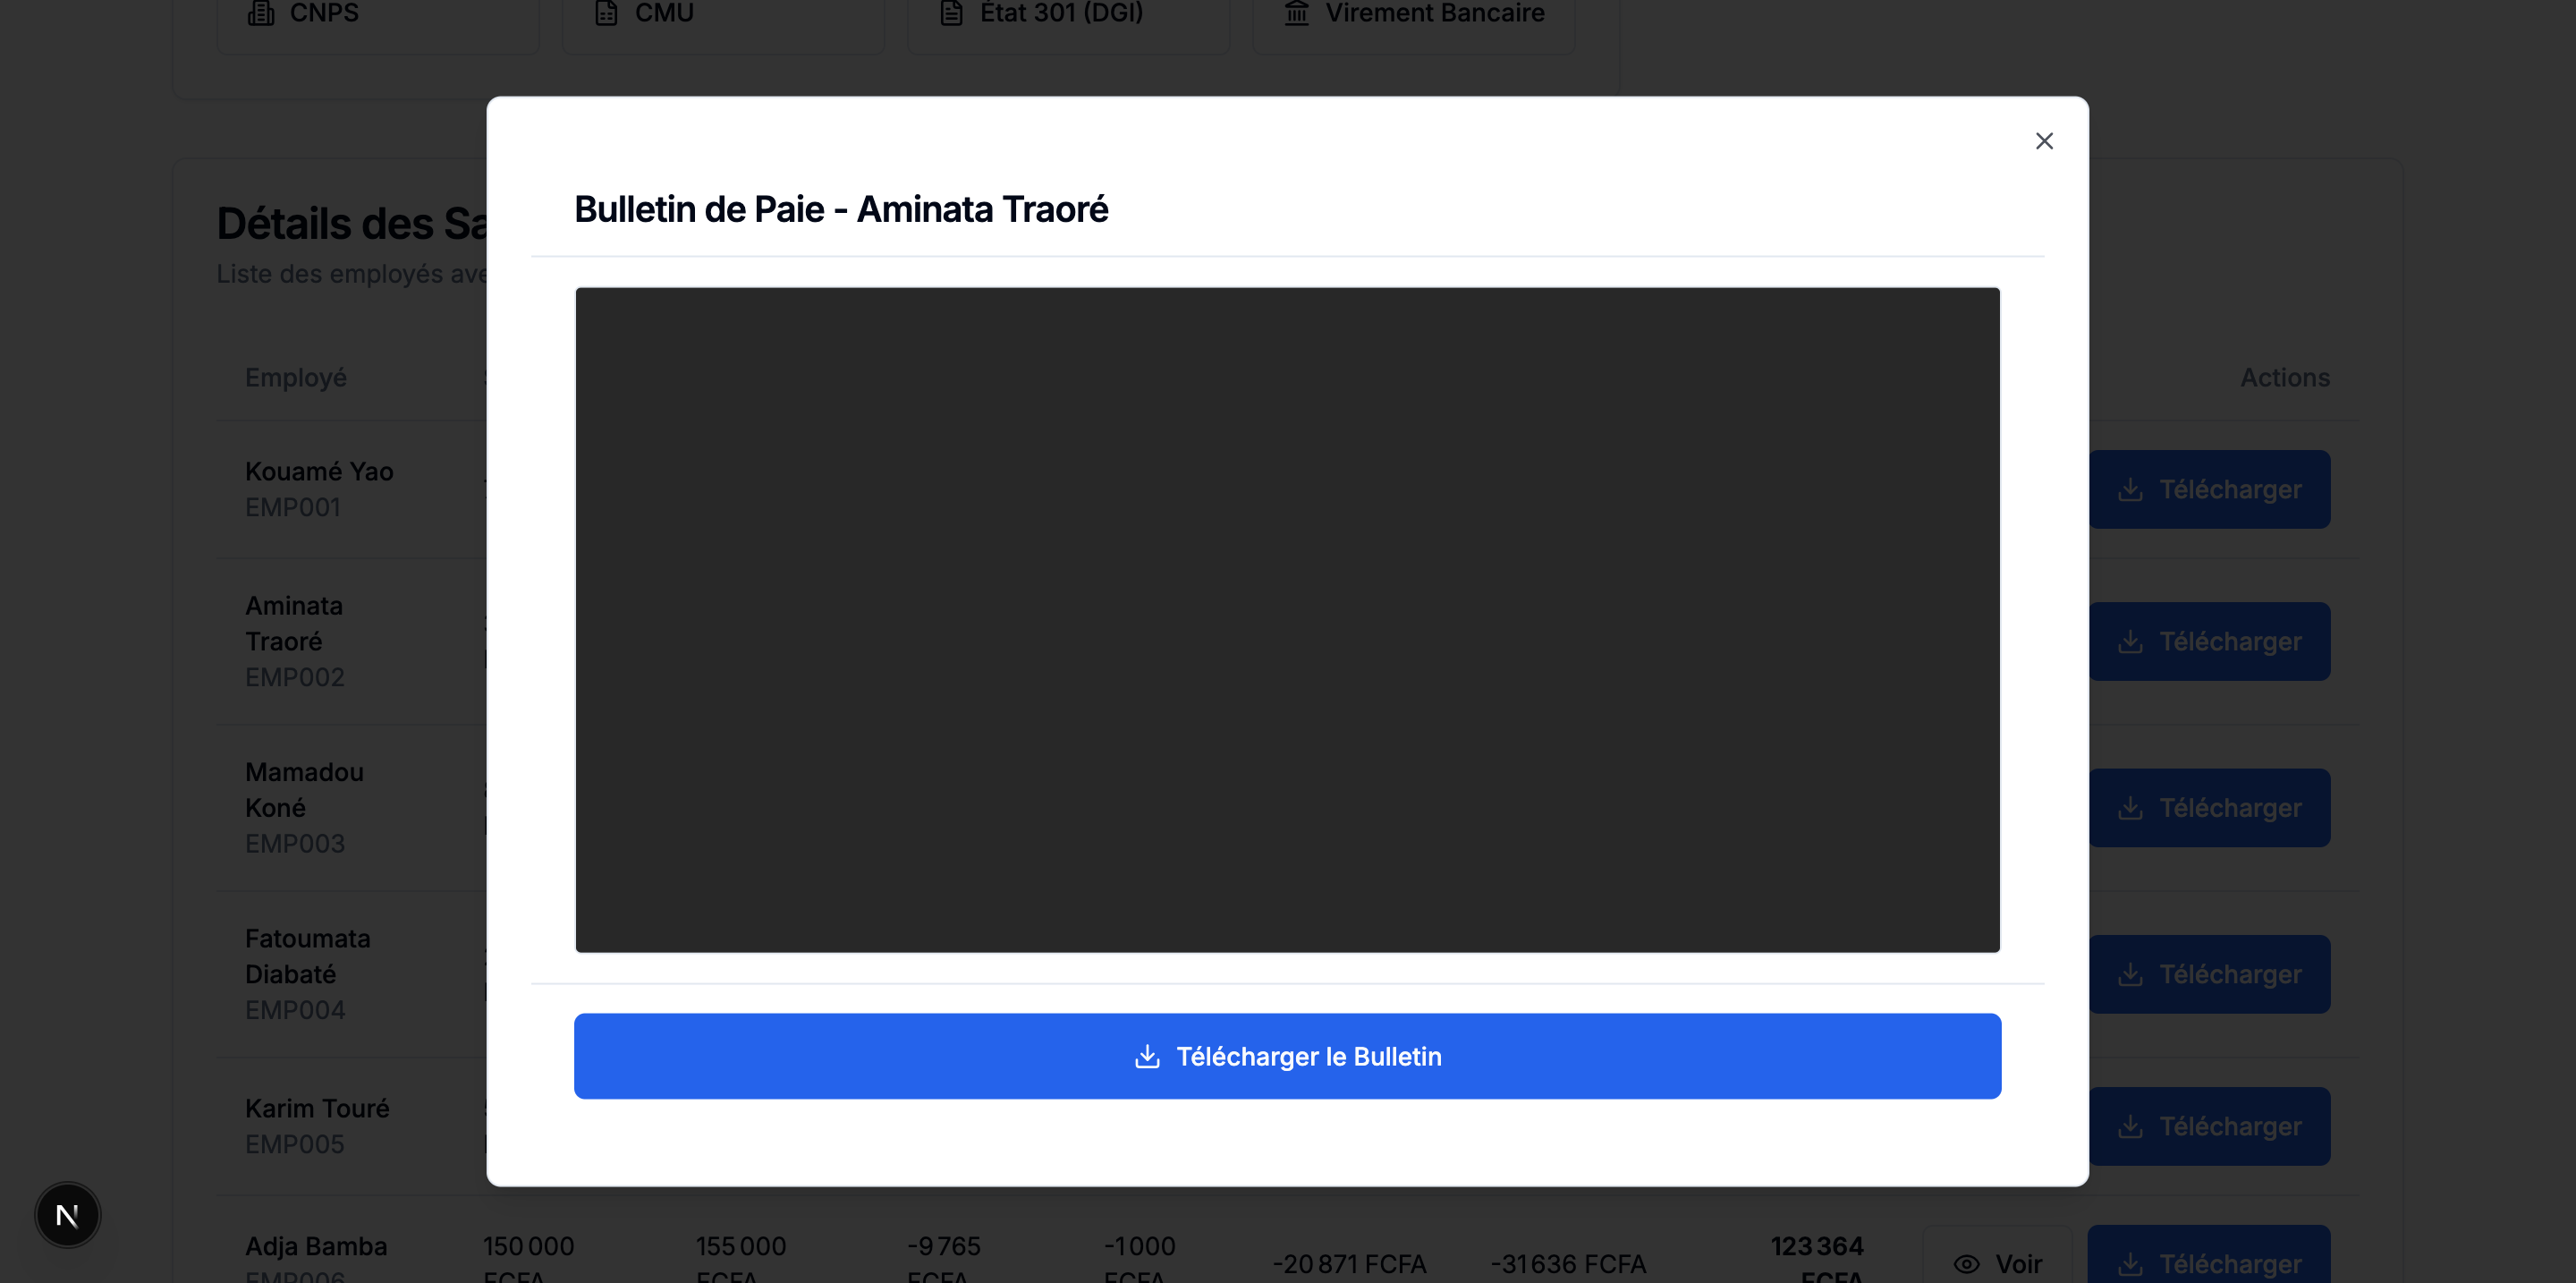 CNPS
CMU
État 301 (DGI)
Virement Bancaire
Bulletin de Paie - Aminata Traoré
Détails des Sa
Liste des employés ave
Employé
Actions
Kouamé Yao
EMP001
Télécharger
Aminata
Traoré
EMP002
Télécharger
Mamadou
Koné
EMP003
Télécharger
Fatoumata
Diabaté
EMP004
Télécharger
Télécharger le Bulletin
Karim Touré
EMP005
Télécharger
N
Adja Bamba
EMP006
150 000
FCFA
155 000
FCFA
-9 765
FCFA
-1 000
FCFA
-20 871 FCFA
-31 636 FCFA
123 364
FCFA
Voir
Télécharger